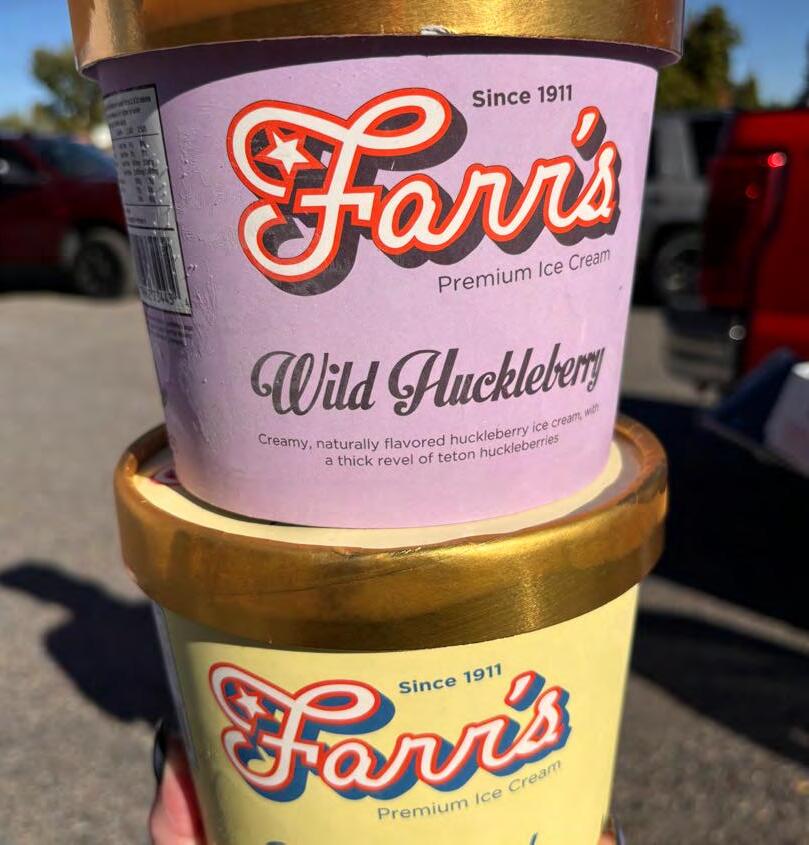 Since 1911
Farr's
Premium Ice Cream
Wild Huckleberry
Creamy, naturally flavored huckleberry ice cream, with
a thick revel of teton huckleberries
Since 1911
Farr's
Premium Ice Cream